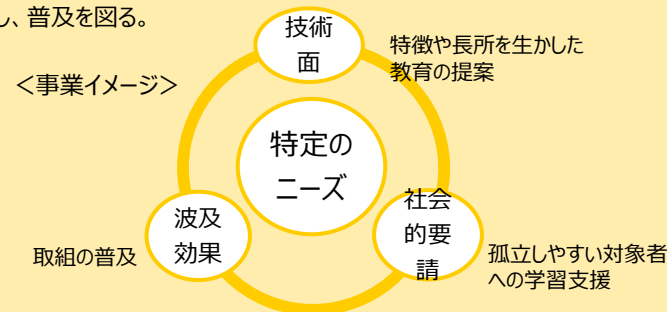 し、普及を図る。
<事業イメージ>
技術
面
特徴や長所を生かした
教育の提案
特定の
ニーズ
波及
効果
取組の普及
社会
的要
請
孤立しやすい対象者
への学習支援